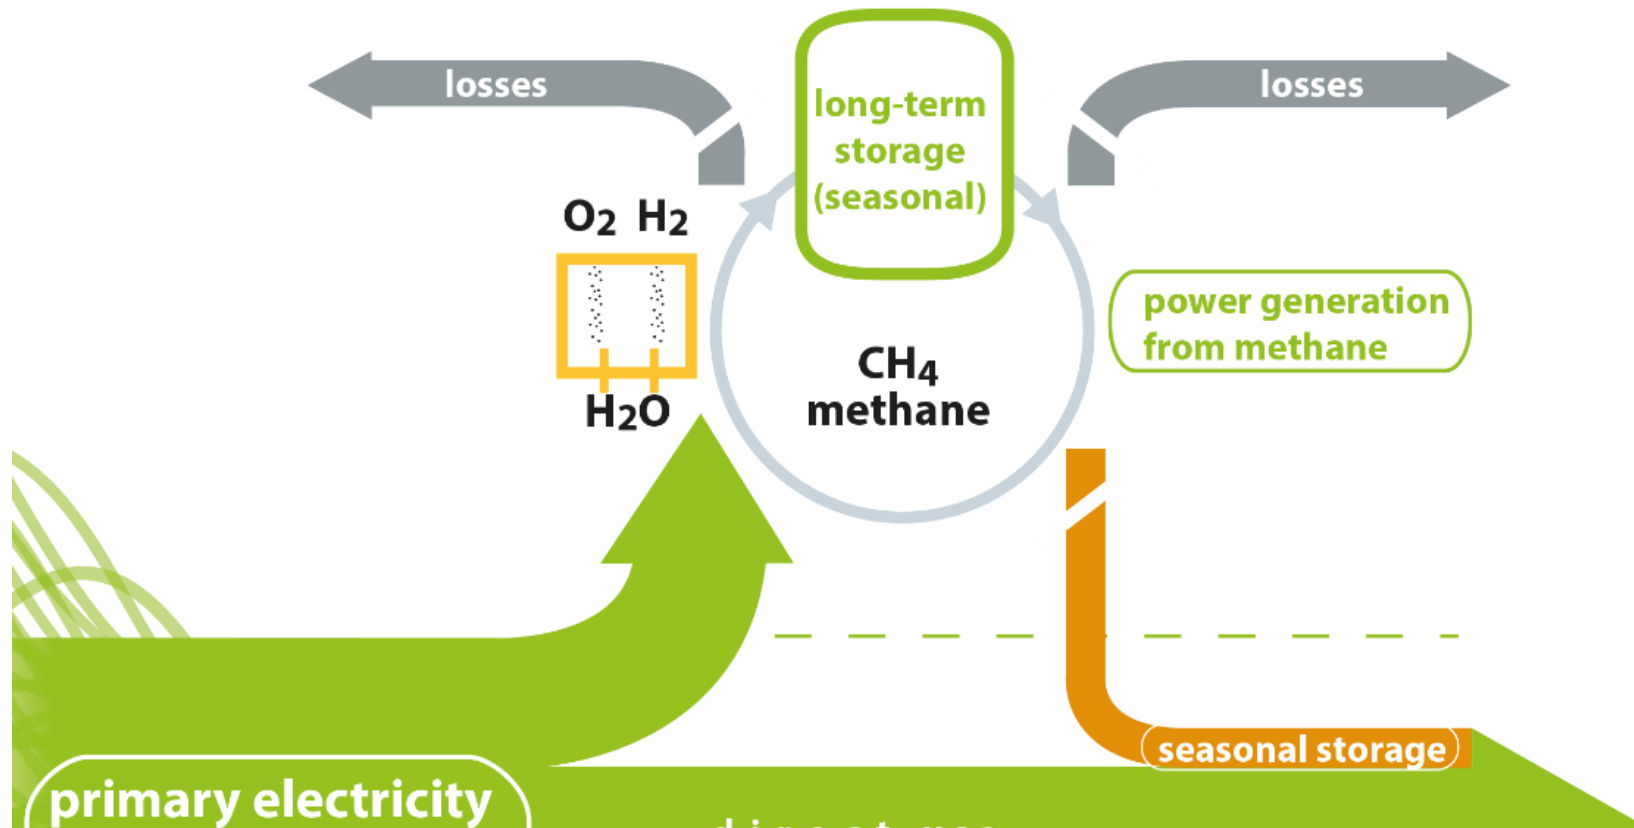 losses
long-term
storage
(seasonal)
losses
O2 H2
H2O
CH4
methane
power generation
from methane
seasonal storage
primary electricity